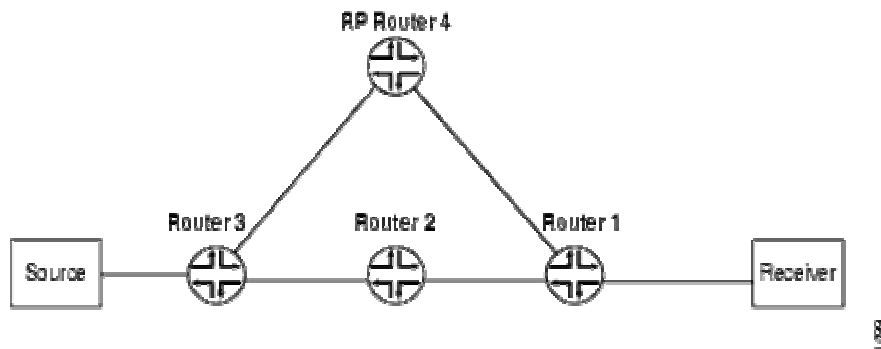 RP Router 4
Router 3
Router 2
Router 1
Source
Receiver